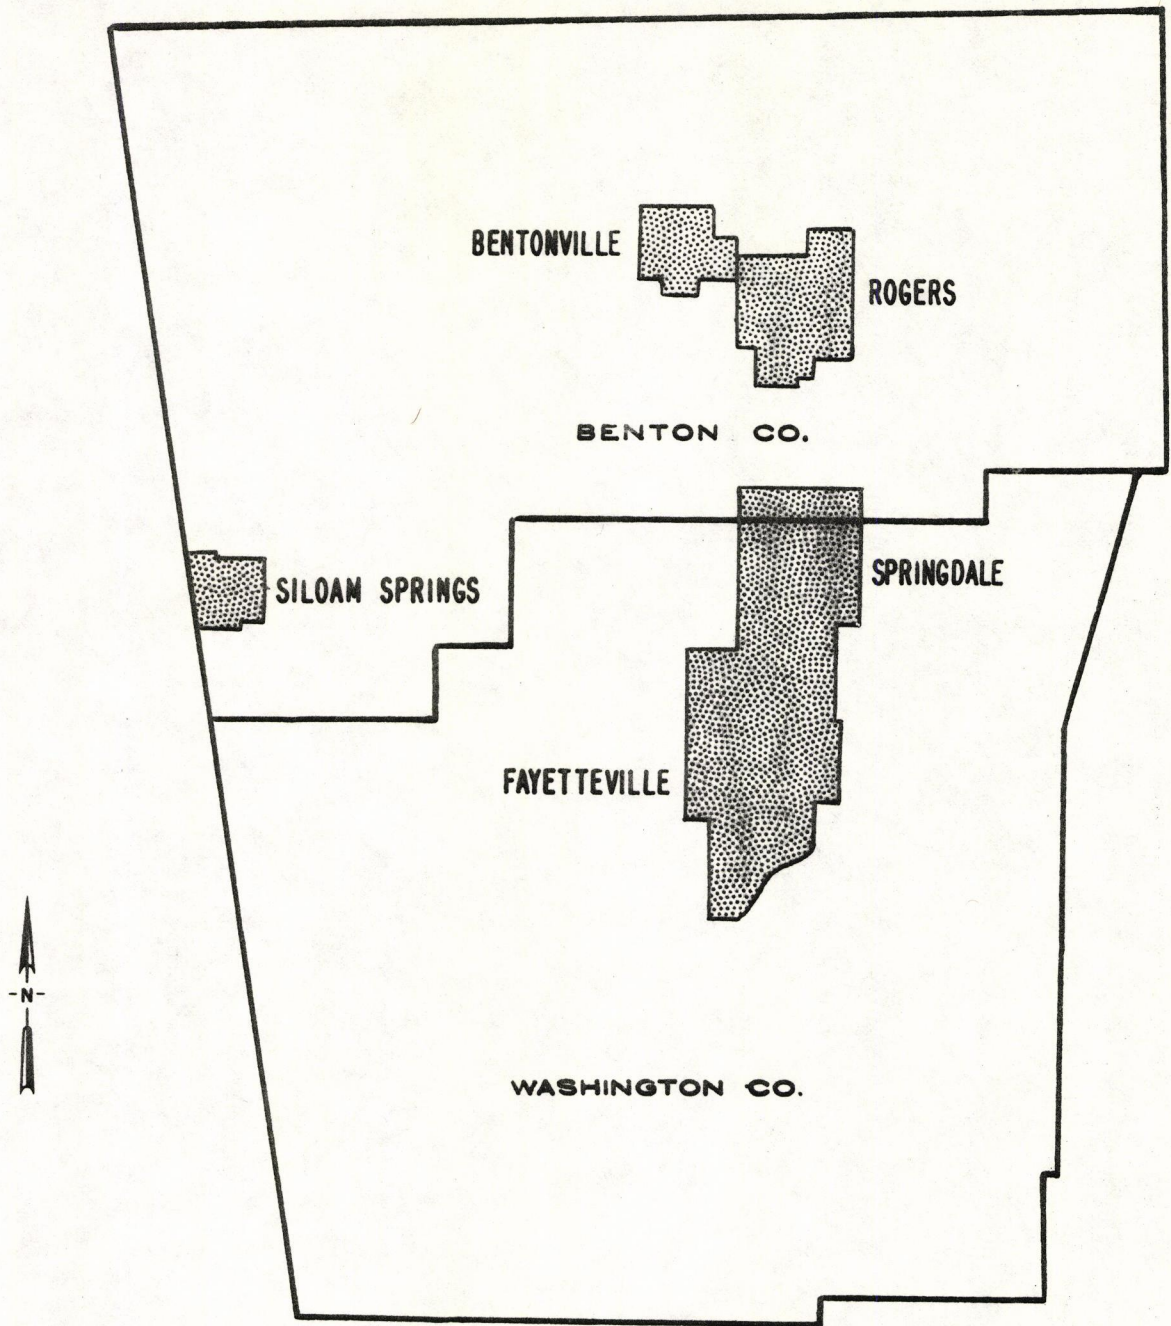 BENTONVILLE
ROGERS
BENTON CO.
SILOAM SPRINGS
SPRINGDALE
FAYETTEVILLE
-N-
WASHINGTON CO.